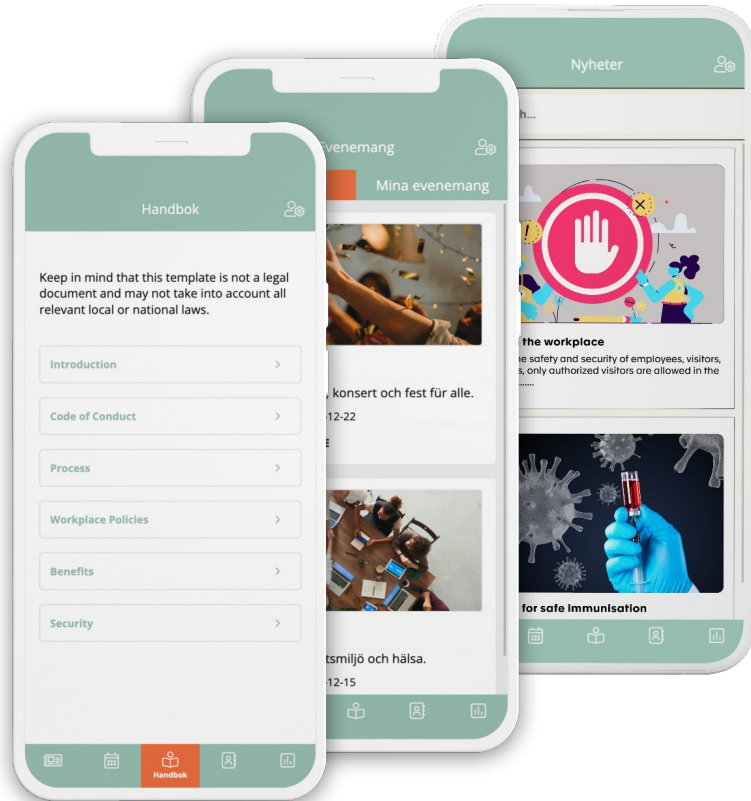 Handbok
Keep in mind that this template is not a legal
document and may not take into account all
relevant local or national laws.
Introduction
Code of Conduct
Process
Workplace Policies
Benefits
Security
Handbok
Evenemang
Mina evenemang
, konsert och fest für alle.
-12-22
E
tsmiljö och hälsa.
-12-15
Nyheter
h...
the workplace
e safety and security of employees, visitors,
s, only authorized visitors are allowed in the
.......
for safe immunisation